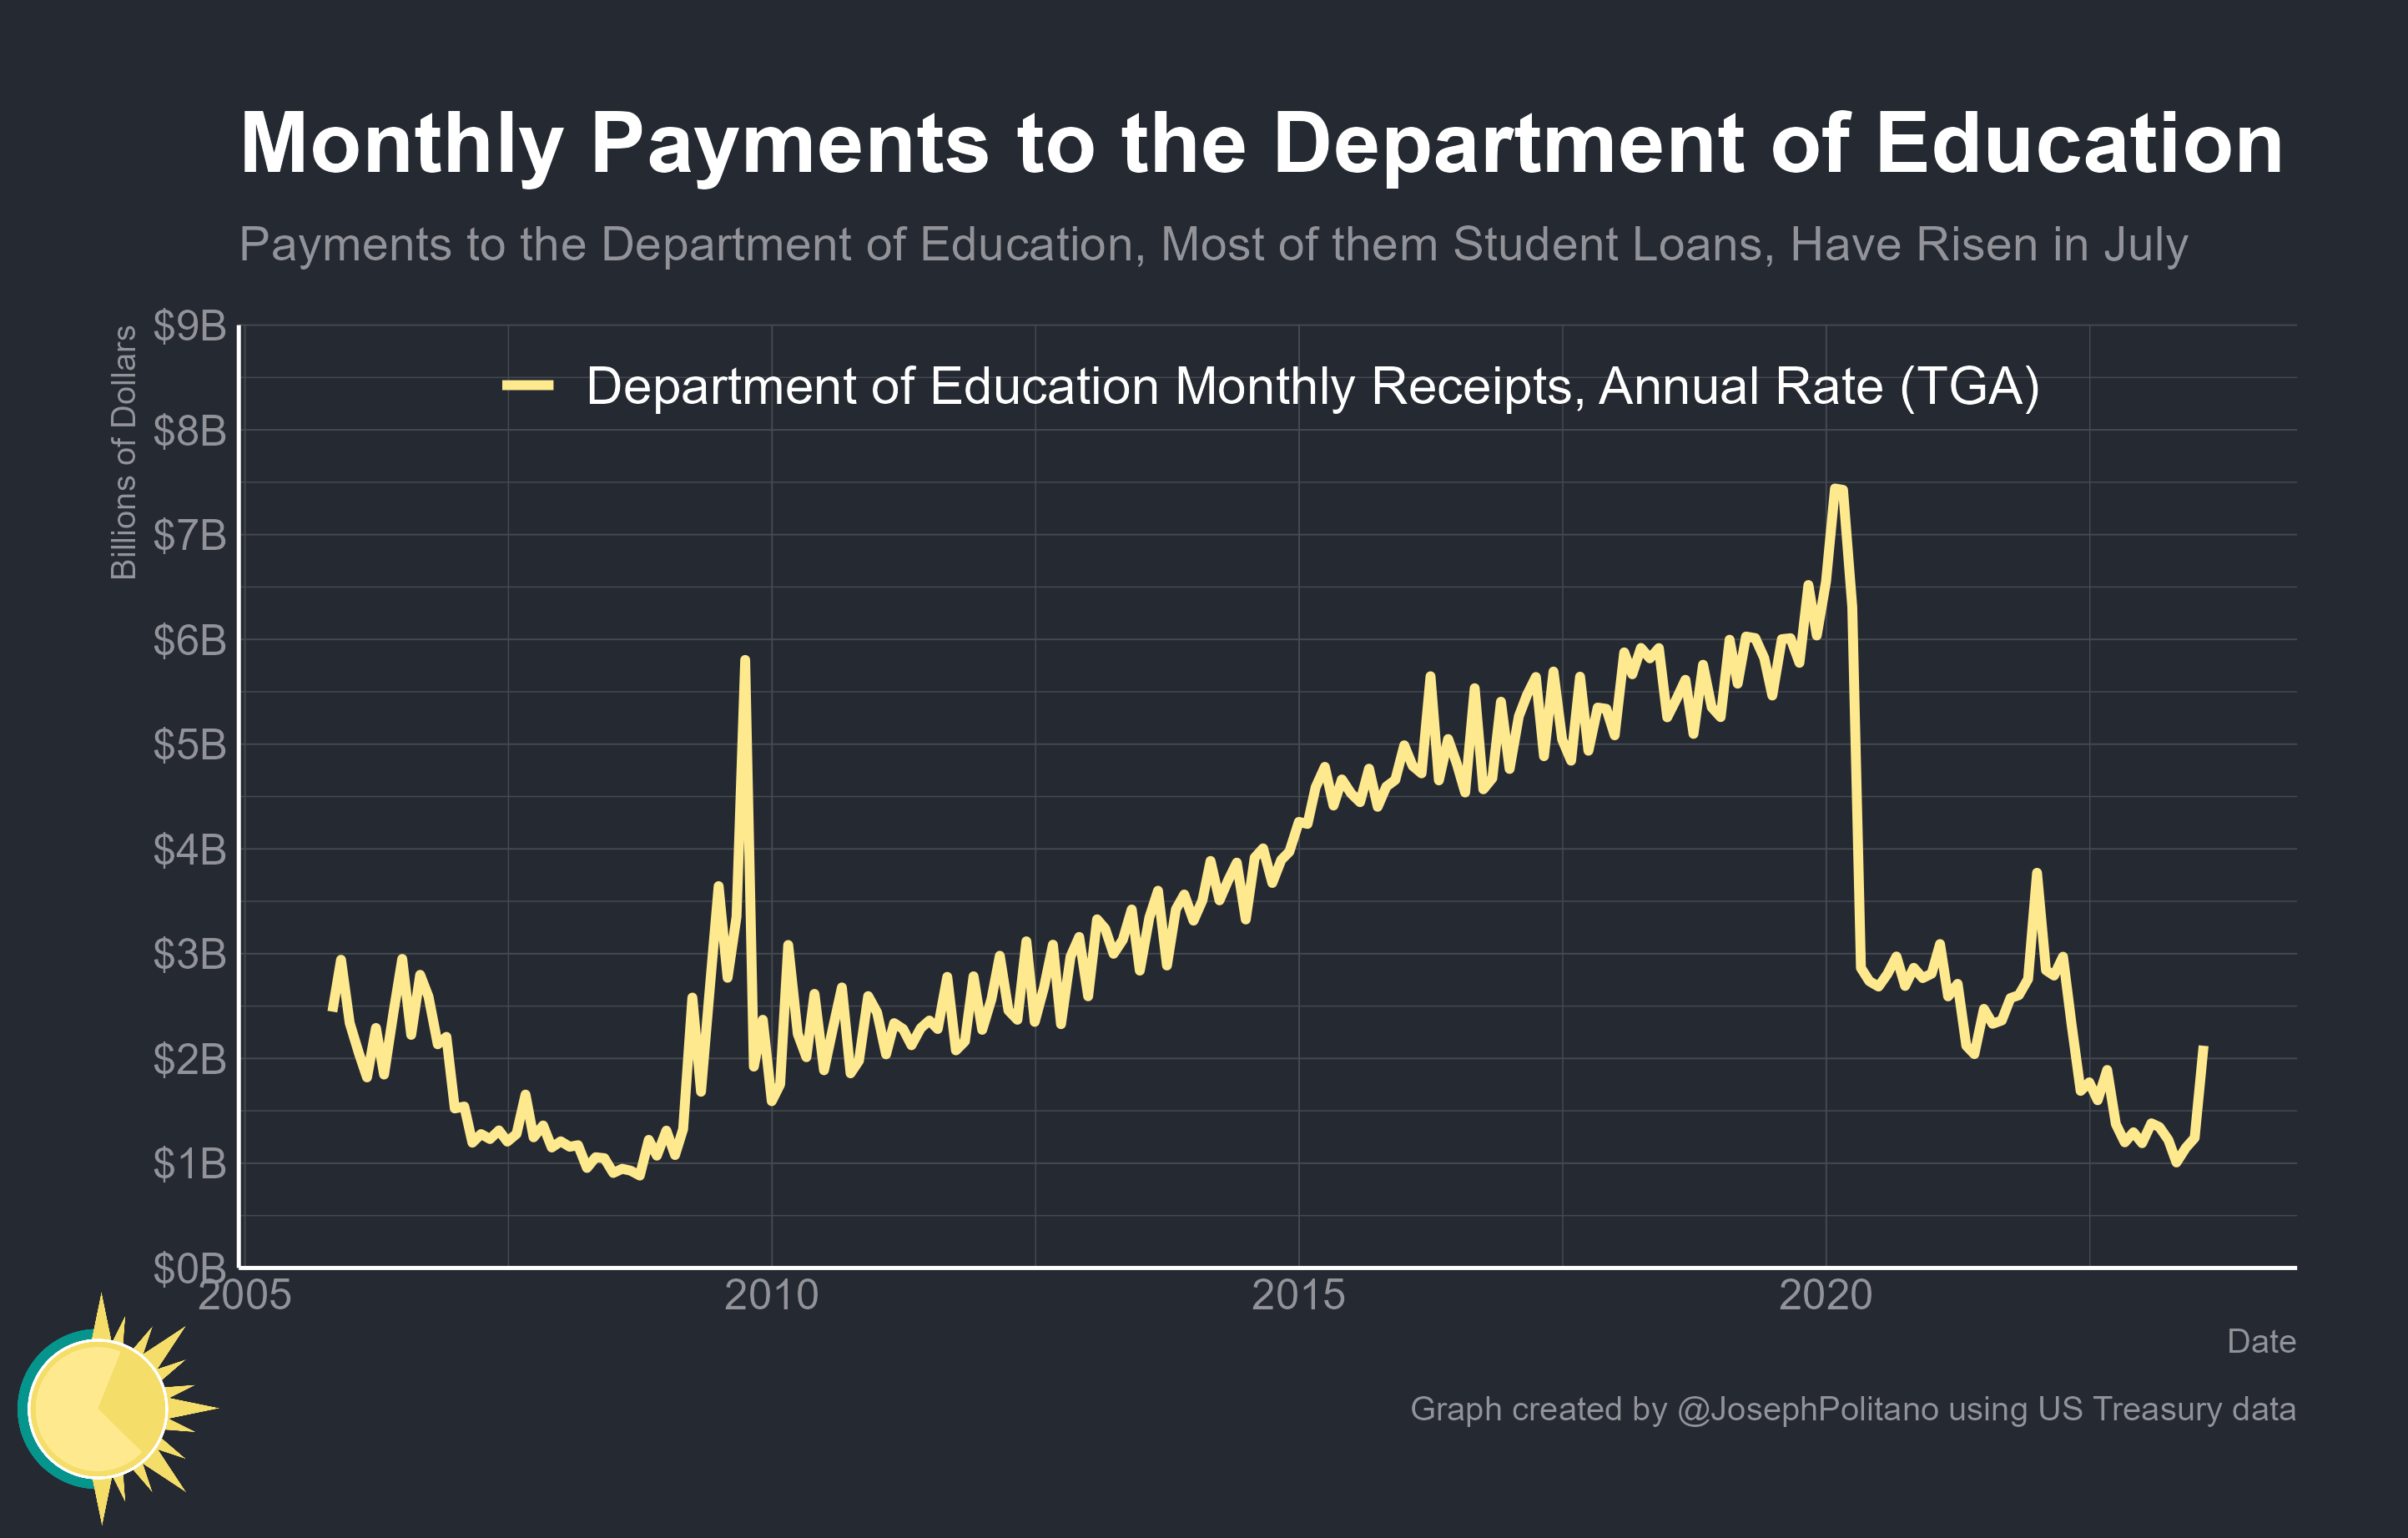 Monthly Payments to the Department of Education
Payments to the Department of Education, Most of them Student Loans, Have Risen in July
Billions of Dollars
$9B
Department of Education Monthly Receipts, Annual Rate (TGA)
$8B
$7B
$6B
$5B
$4B
$3B
$2B
$1B
$0B
2005 2010 2015 2020
Date
Graph created by @JosephPolitano using US Treasury data